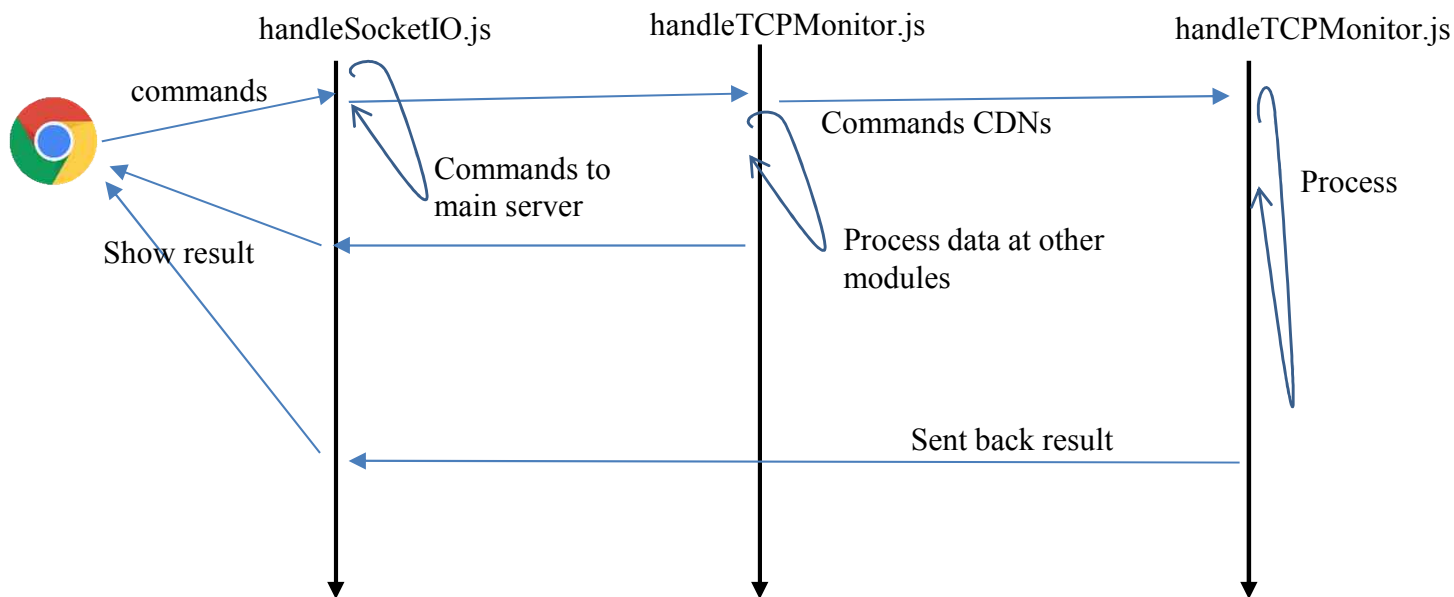 handleSocketIO.js
handleTCPMonitor.js
handleTCPMonitor.js
commands
Commands CDNs
Commands to
main server
Process
Show result
Process data at other
modules
Sent back result